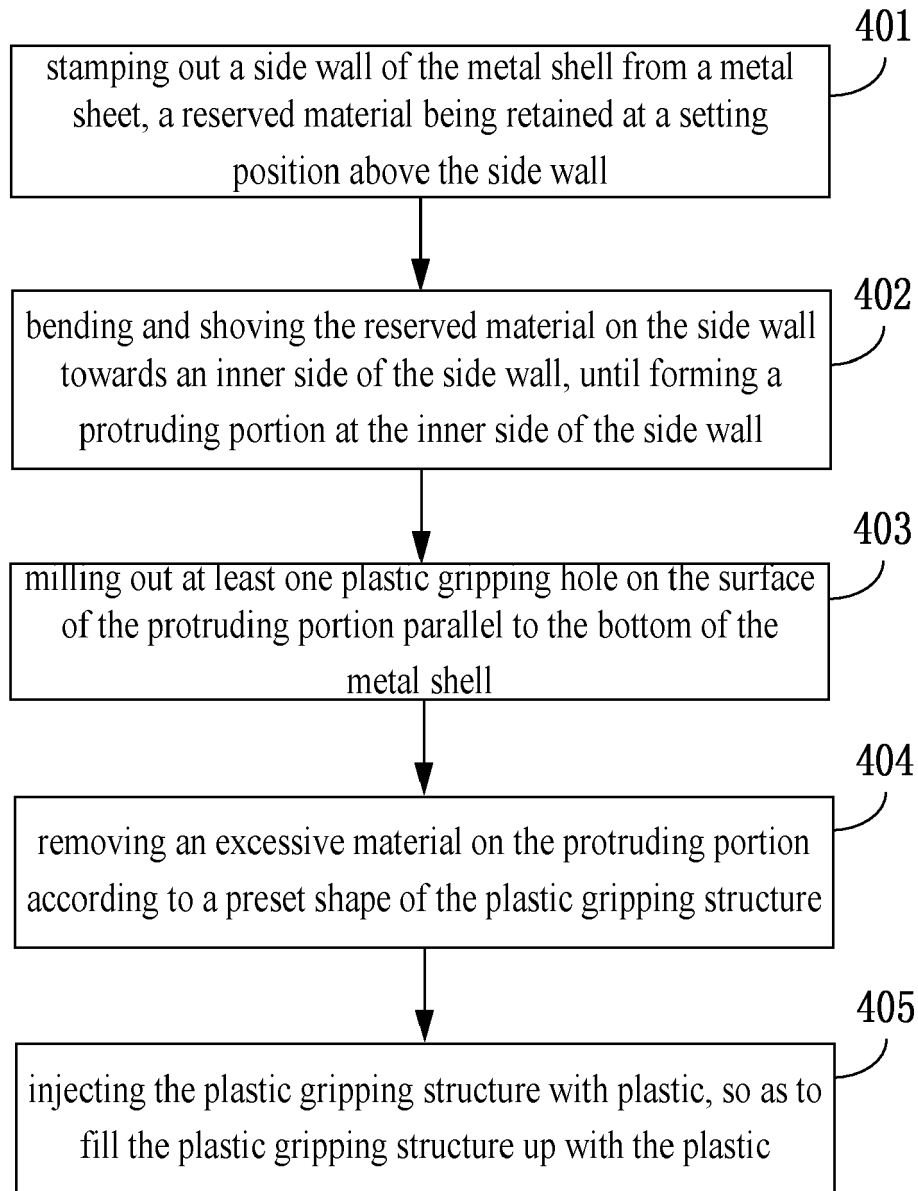 401
stamping out a side wall of the metal shell from a metal
sheet, a reserved material being retained at a setting
position above the side wall
402
bending and shoving the reserved material on the side wall
towards an inner side of the side wall, until forming a
protruding portion at the inner side of the side wall
403
milling out at least one plastic gripping hole on the surface
of the protruding portion parallel to the bottom of the
metal shell
404
removing an excessive material on the protruding portion
according to a preset shape of the plastic gripping structure
405
injecting the plastic gripping structure with plastic, so as to
fill the plastic gripping structure up with the plastic